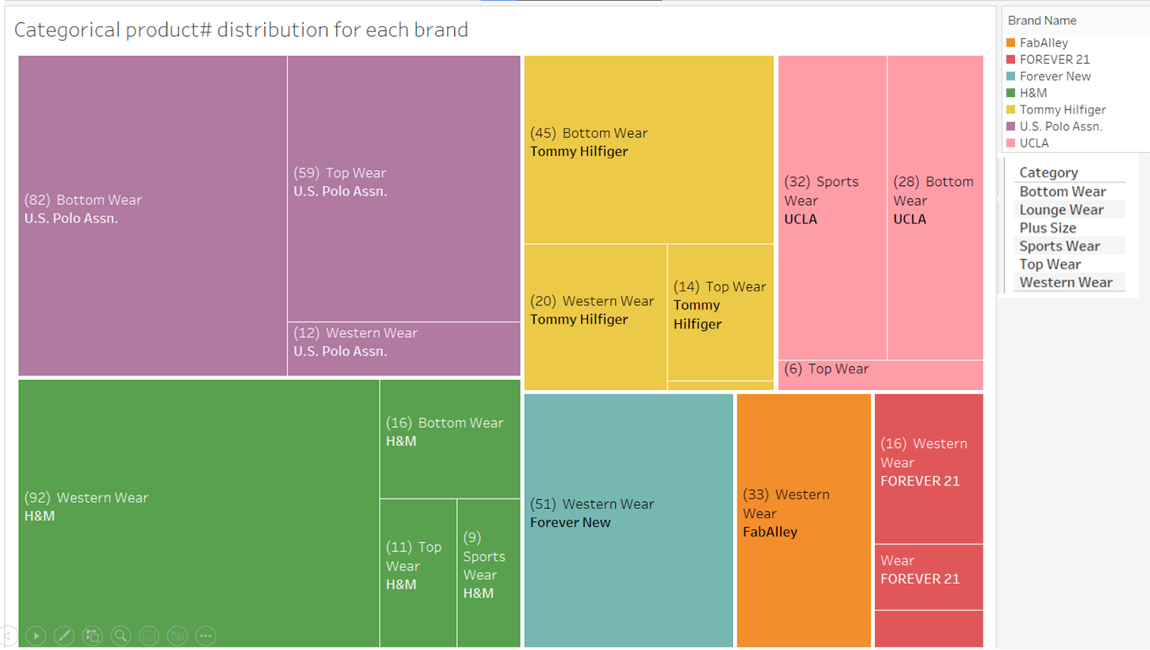 Categorical product# distribution for each brand
(82) Bottom Wear
U.S. Polo Assn.
(59) Top Wear
U.S. Polo Assn.
(12) Western Wear
U.S. Polo Assn.
(45) Bottom Wear
Tommy Hilfiger
(20) Western Wear
Tommy Hilfiger
(14) Top Wear
Tommy
Hilfiger
(32) Sports
Wear
UCLA
(28) Bottom
Wear
UCLA
(6) Top Wear
(92) Western Wear
H&M
(16) Bottom Wear
H&M
(11) Top
Wear
H&M
(9)
Sports
Wear
H&M
(51) Western Wear
Forever New
(33) Western
Wear
FabAlley
(16) Western
Wear
FOREVER 21
Wear
FOREVER 21
Brand Name
FabAlley
FOREVER 21
Forever New
H&M
Tommy Hilfiger
U.S. Polo Assn.
UCLA
Category
Bottom Wear
Lounge Wear
Plus Size
Sports Wear
Top Wear
Western Wear